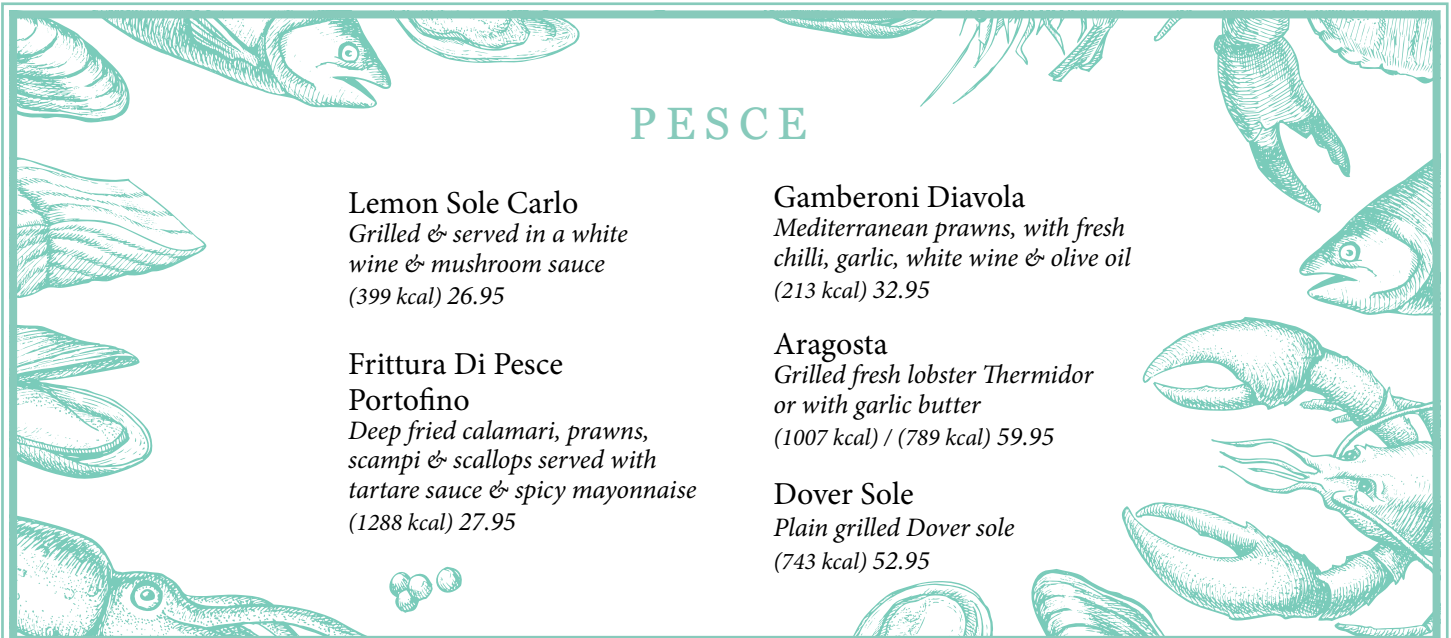 PESCE
Lemon Sole Carlo
Grilled & served in a white
wine & mushroom sauce
(399 kcal) 26.95
Frittura Di Pesce
Portofino
Deep fried calamari, prawns,
scampi & scallops served with
tartare sauce & spicy mayonnaise
(1288 kcal) 27.95
Gamberoni Diavola
Mediterranean prawns, with fresh
chilli, garlic, white wine & olive oil
(213 kcal) 32.95
Aragosta
Grilled fresh lobster Thermidor
or with garlic butter
(1007 kcal) / (789 kcal) 59.95
Dover Sole
Plain grilled Dover sole
(743 kcal) 52.95